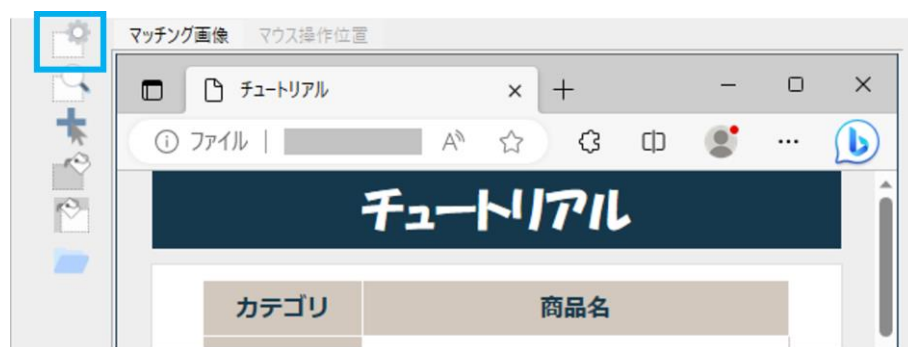 マッチング画像 マウス操作位置
チュートリアル
ファイル
チュートリアル
カテゴリ 商品名